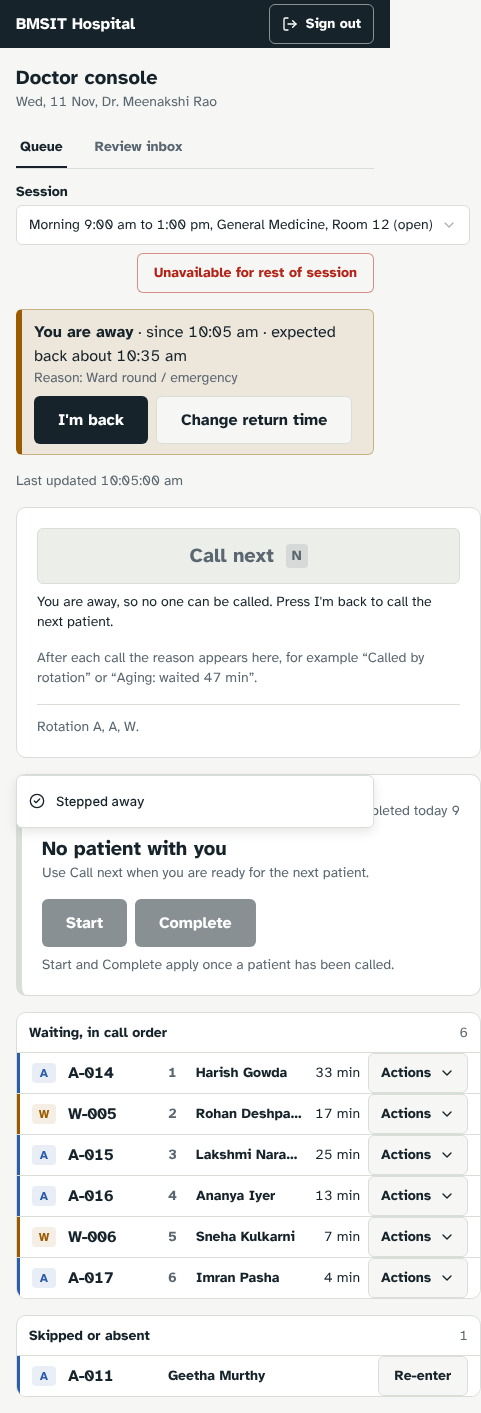 BMSIT Hospital
Sign out
Doctor console
Wed, 11 Nov, Dr. Meenakshi Rao
Queue
Review inbox
Session
Morning 9:00 am to 1:00 pm, General Medicine, Room 12 (open)
Unavailable for rest of session
You are away · since 10:05 am · expected
back about 10:35 am
Reason: Ward round / emergency
I'm back
Change return time
Last updated 10:05:00 am
Call next N
You are away, so no one can be called. Press I'm back to call the
next patient.
After each call the reason appears here, for example “Called by
rotation” or “Aging: waited 47 min”.
Rotation A, A, W.
Stepped away
today 9
No patient with you
Use Call next when you are ready for the next patient.
Start
Complete
Start and Complete apply once a patient has been called.
Waiting, in call order 6
A A-014 1 Harish Gowda 33 min Actions
W W-005 2 Rohan Deshpa... 17 min Actions
A A-015 3 Lakshmi Nara... 25 min Actions
A A-016 4 Ananya Iyer 13 min Actions
W W-006 5 Sneha Kulkarni 7 min Actions
A A-017 6 Imran Pasha 4 min Actions
Skipped or absent 1
A-011 Geetha Murthy Re-enter